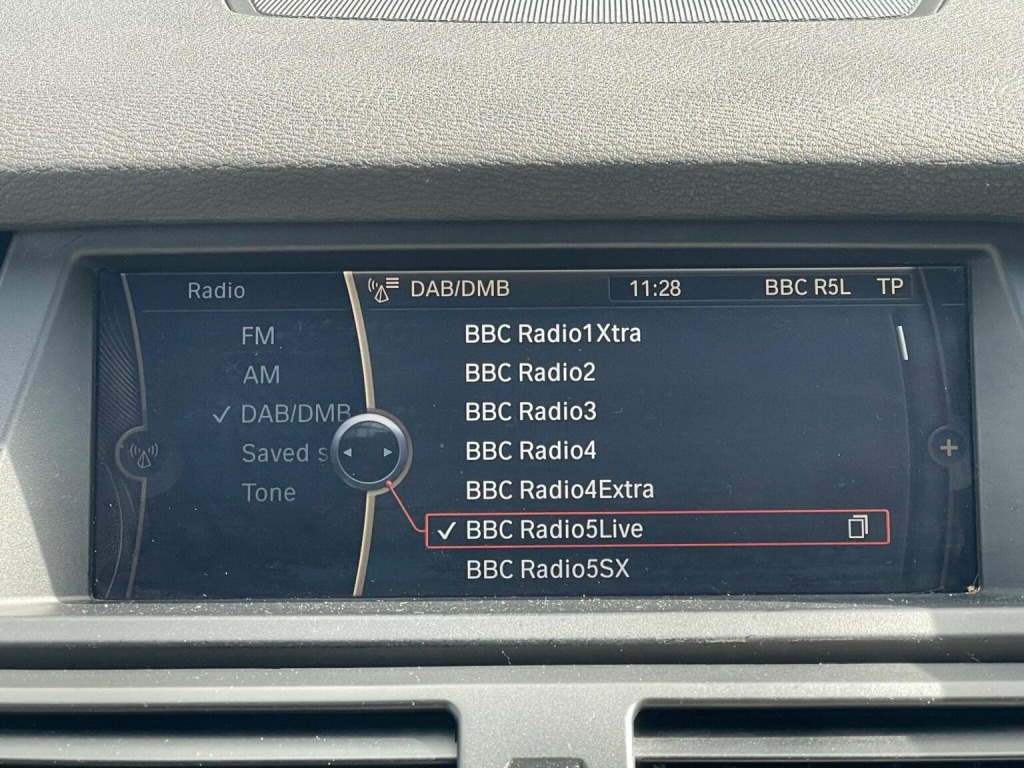 Radio
DAB/DMB 11:28 BBC R5L TP
FM
AM
✓ DAB/DMB
Saved s
Tone
BBC Radio1Xtra
BBC Radio2
BBC Radio3
BBC Radio4
BBC Radio4Extra
✓ BBC Radio5Live
BBC Radio5SX